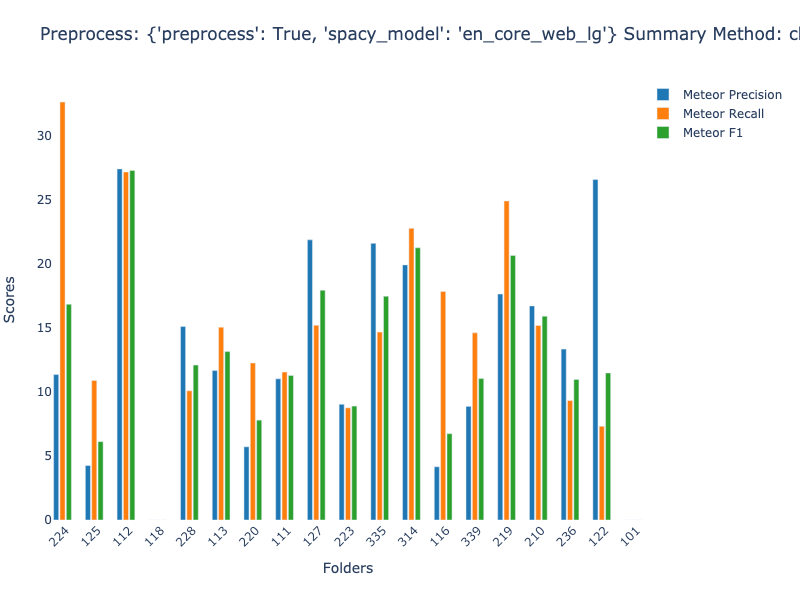 Preprocess: {'preprocess': True, 'spacy_model': 'en_core_web_lg'} Summary Method:
Meteor Precision
Meteor Recall
Meteor F1
30
25
20
15
10
5
0
Scores
224 125 112 118 228 113 220 111 127 223 335 314 116 339 219 210 236 122 101
Folders